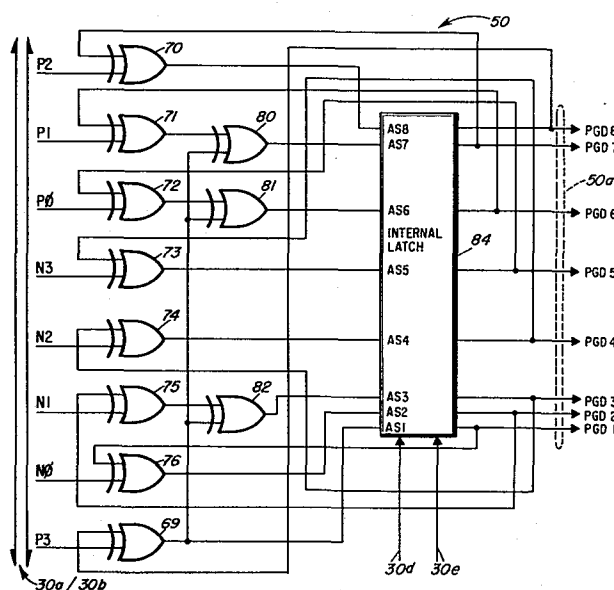 50
70
P2
71
P1
80
AS8
AS7
PGD 8
PGD 7
50a
72
PØ
81
AS6
PGD 6
INTERNAL
LATCH
84
73
N3
AS5
PGD 5
74
N2
AS4
PGD 4
75
N1
82
AS3
AS2
AS1
PGD 3
PGD 2
PGD 1
76
NØ
69
P3
30a / 30b
30d
30e